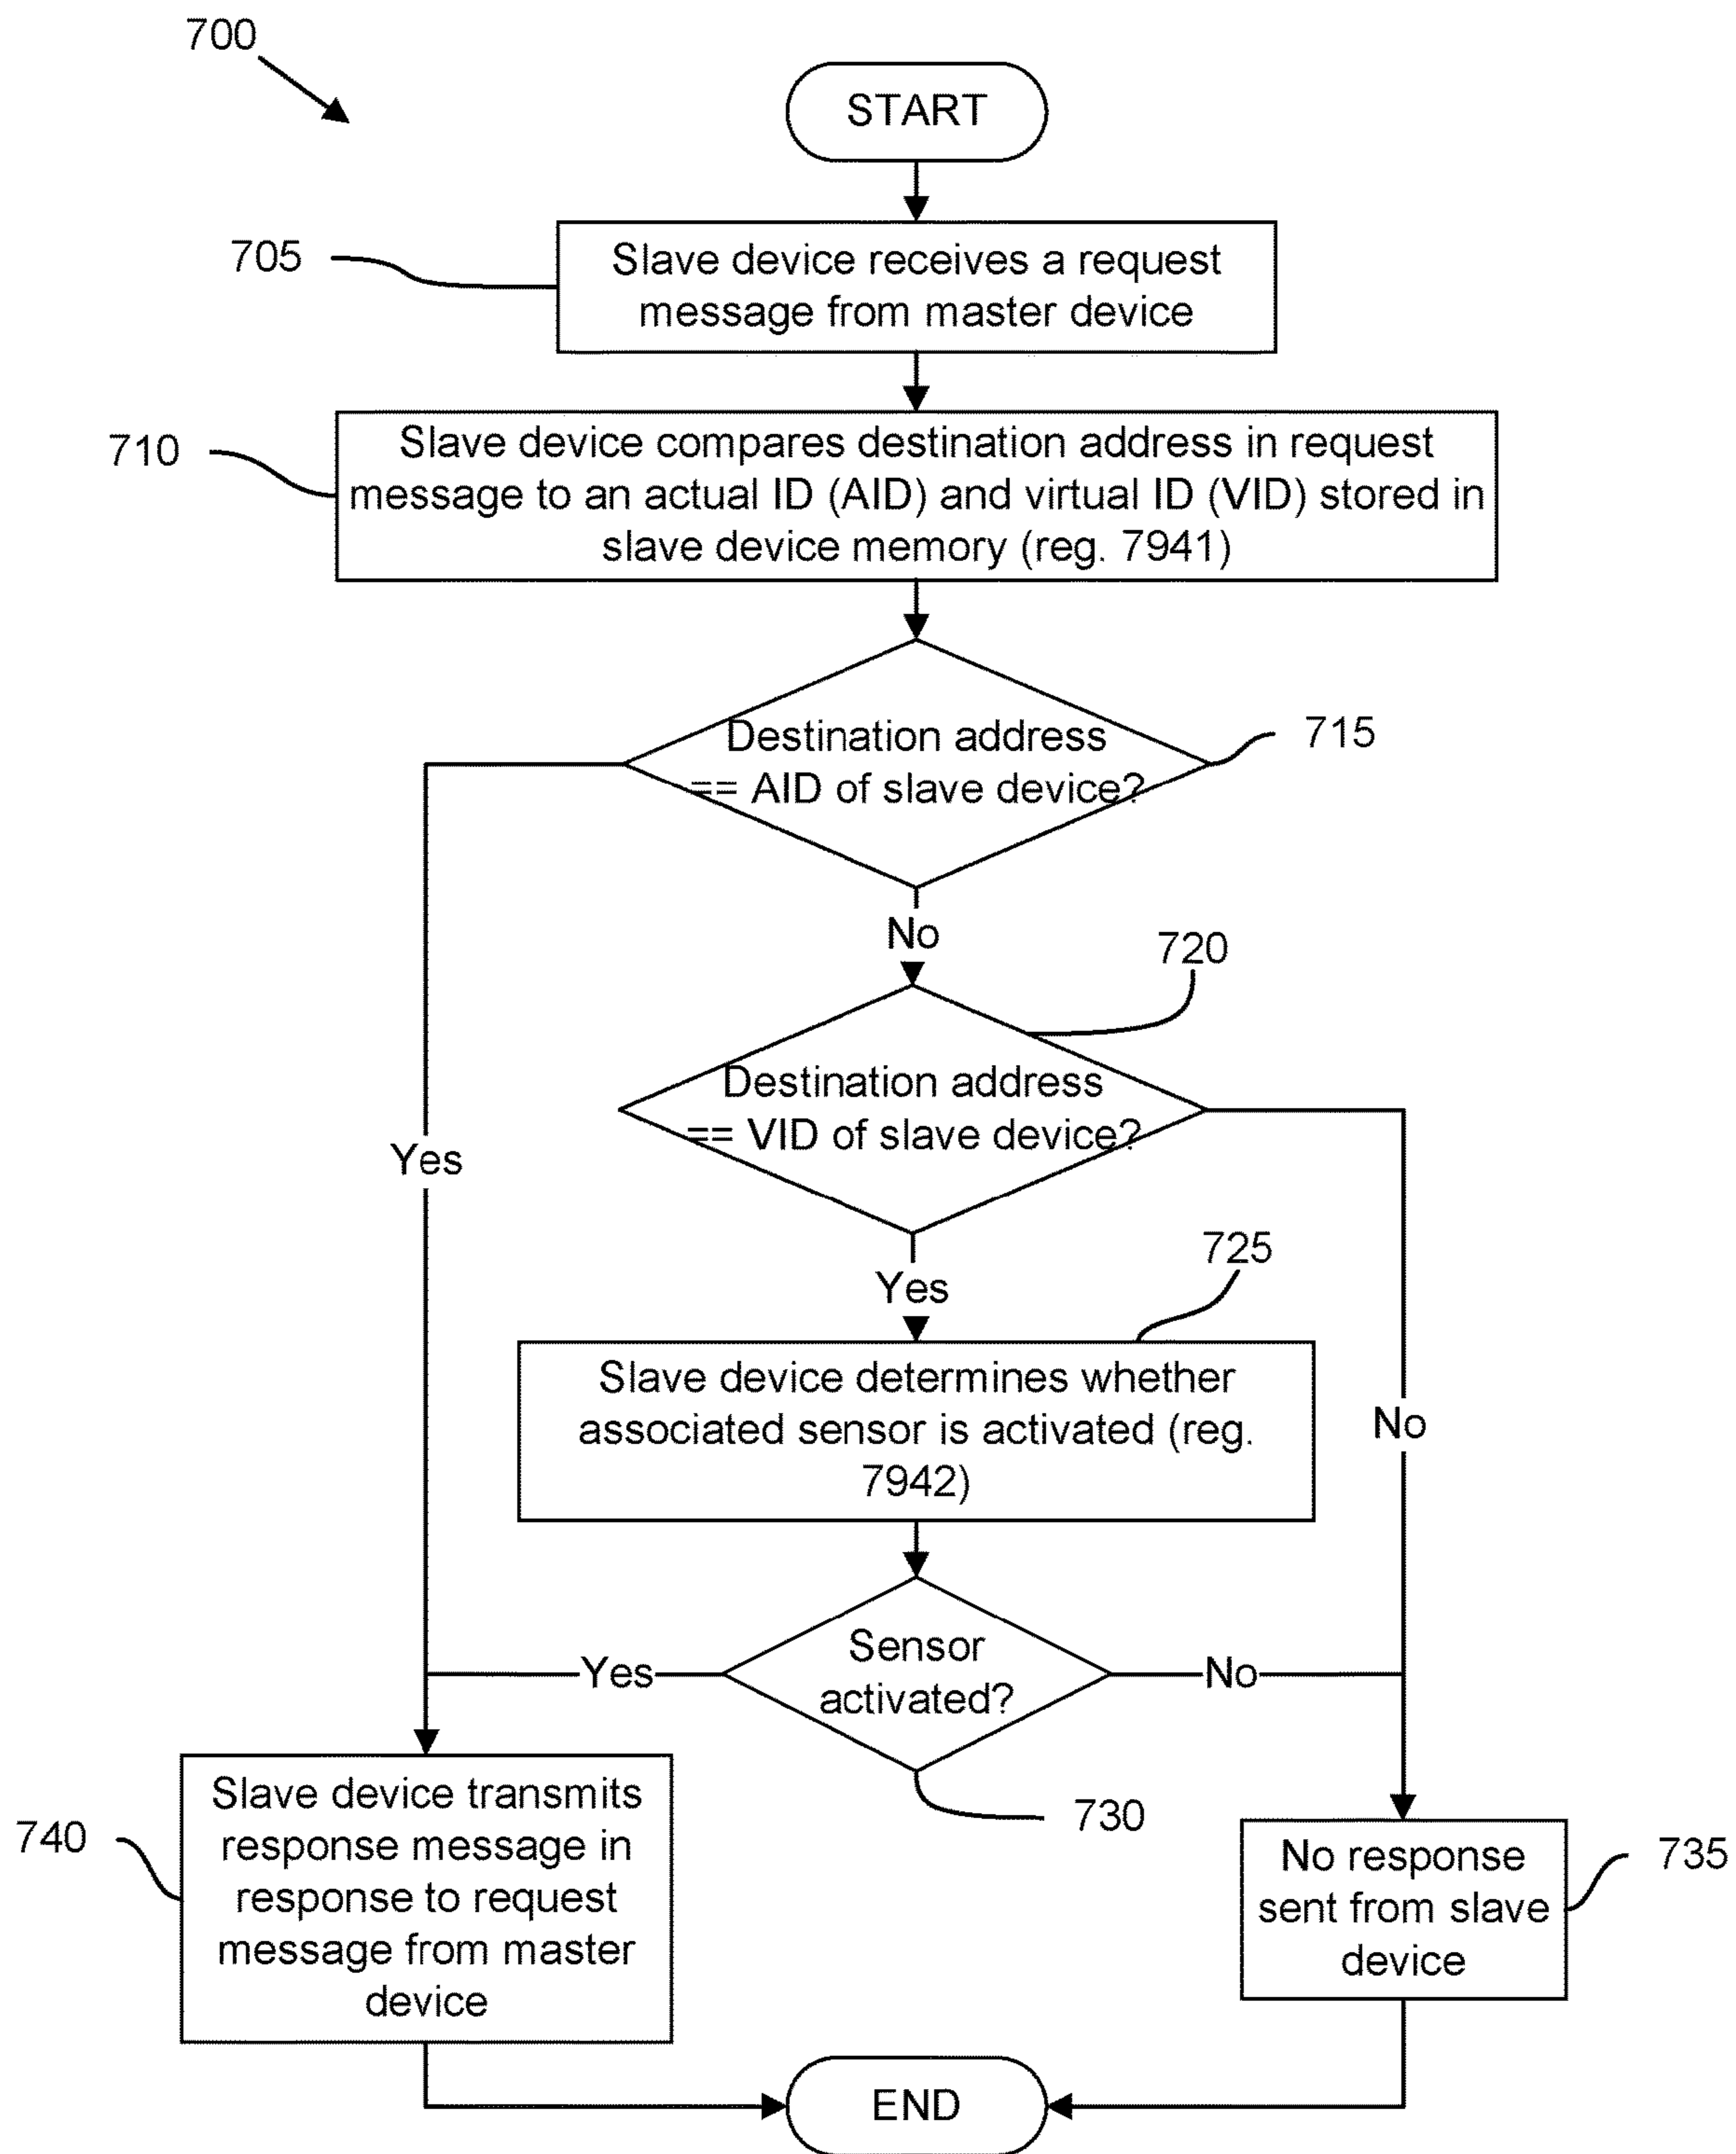 700
START
705
Slave device receives a request
message from master device
710
Slave device compares destination address in request
message to an actual ID (AID) and virtual ID (VID) stored in
slave device memory (reg. 7941)
Destination address
== AID of slave device?
715
No
720
Destination address
== VID of slave device?
Yes
Yes
725
Slave device determines whether
associated sensor is activated (reg.
7942)
No
Sensor
activated?
Yes
No
730
740
Slave device transmits
response message in
response to request
message from master
device
No response
sent from slave
device
735
END